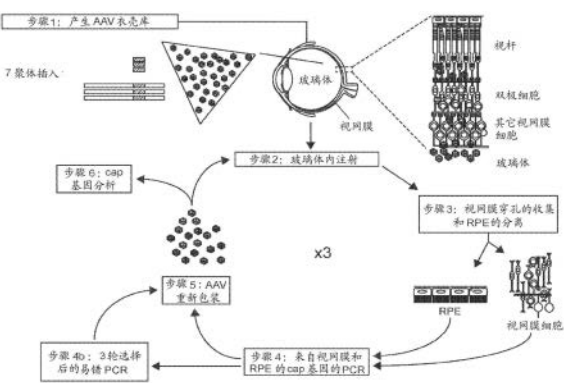 步骤1：产生AAV衣壳库
7聚体插入
玻璃体
视网膜
视杆
双极细胞
其它视网膜
细胞
玻璃体
步骤2：玻璃体内注射
步骤3：视网膜穿孔的收集
和RPE的分离
RPE
视网膜细胞
步骤4：来自视网膜和
RPE的cap基因的PCR
步骤4b：3轮选择
后的易错PCR
步骤5：AAV
重新包装
步骤6：cap
基因分析
x3